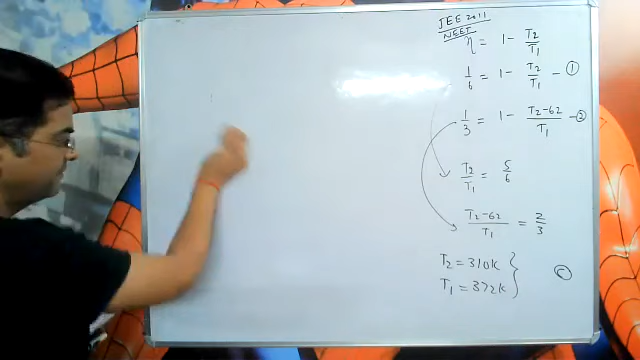 JEE 2011
NEET
η = 1 - T2/T1
1/6 = 1 - T2/T1 - ①
1/3 = 1 - T2-62/T1 - ②
T2/T1 = 5/6
T2-62/T1 = 2/3
T2 = 310K
T1 = 372K } C